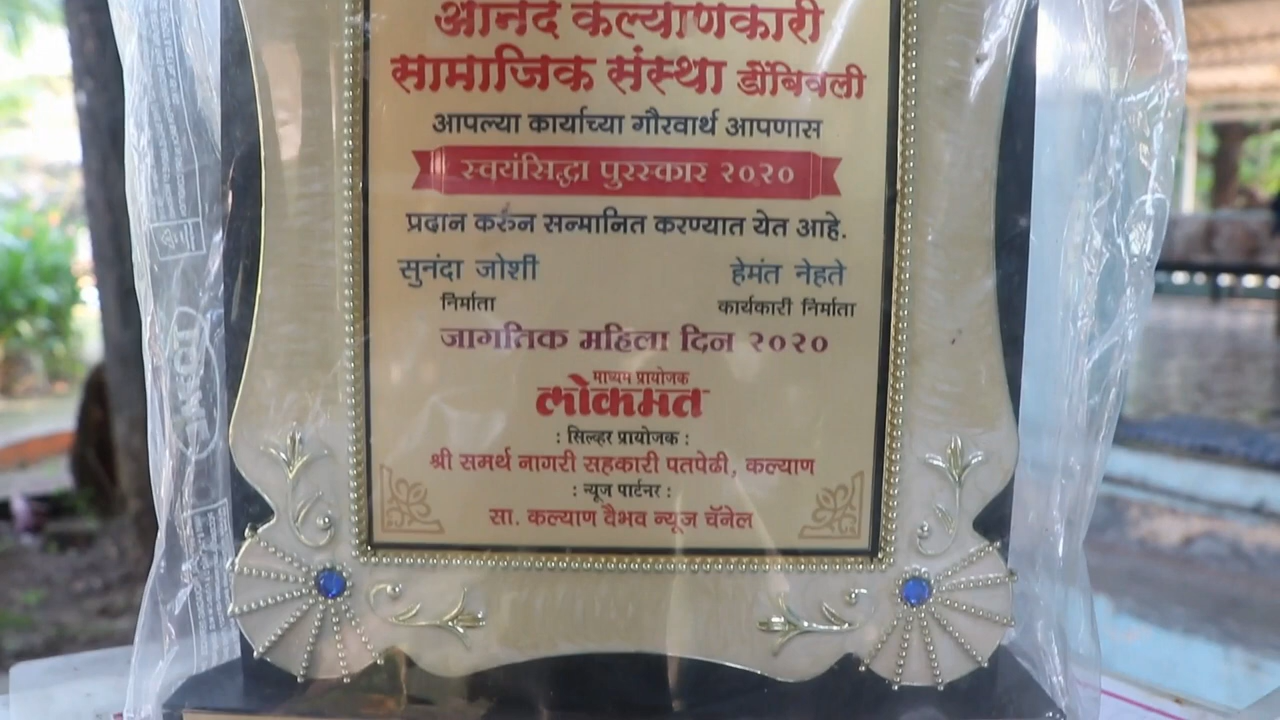 आनंद कल्याणकारी
सामाजिक संस्था डोंबिवली
आपल्या कार्याच्या गौरवार्थ आपणास
स्वयंसिद्धा पुरस्कार २०२०
प्रदान करुन सन्मानित करण्यात येत आहे.
सुनंदा जोशी हेमंत नेहते
निर्माता कार्यकारी निर्माता
जागतिक महिला दिन २०२०
माध्यम प्रायोजक
लोकमत
: सिल्व्हर प्रायोजक :
श्री समर्थ नागरी सहकारी पतपेढी, कल्याण
: न्यूज पार्टनर :
सा. कल्याण वैभव न्यूज चॅनेल